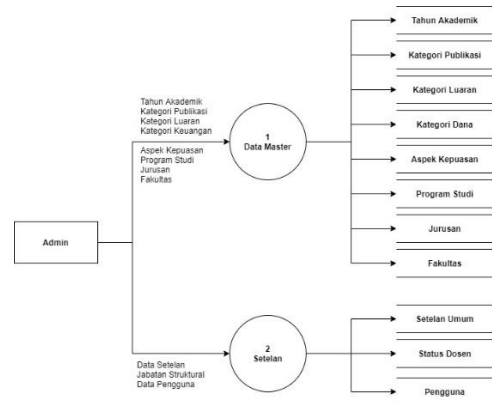 Tahun Akademik
Kategori Publikasi
Kategori Luaran
Kategori Dana
Aspek Kepuasan
Program Studi
Jurusan
Fakultas
Tahun Akademik
Kategori Publikasi
Kategori Luaran
Kategori Keuangan
Aspek Kepuasan
Program Studi
Jurusan
Fakultas
1
Data Master
Admin
2
Setelan
Data Setelan
Jabatan Struktural
Data Pengguna
Setelan Umum
Status Dosen
Pengguna